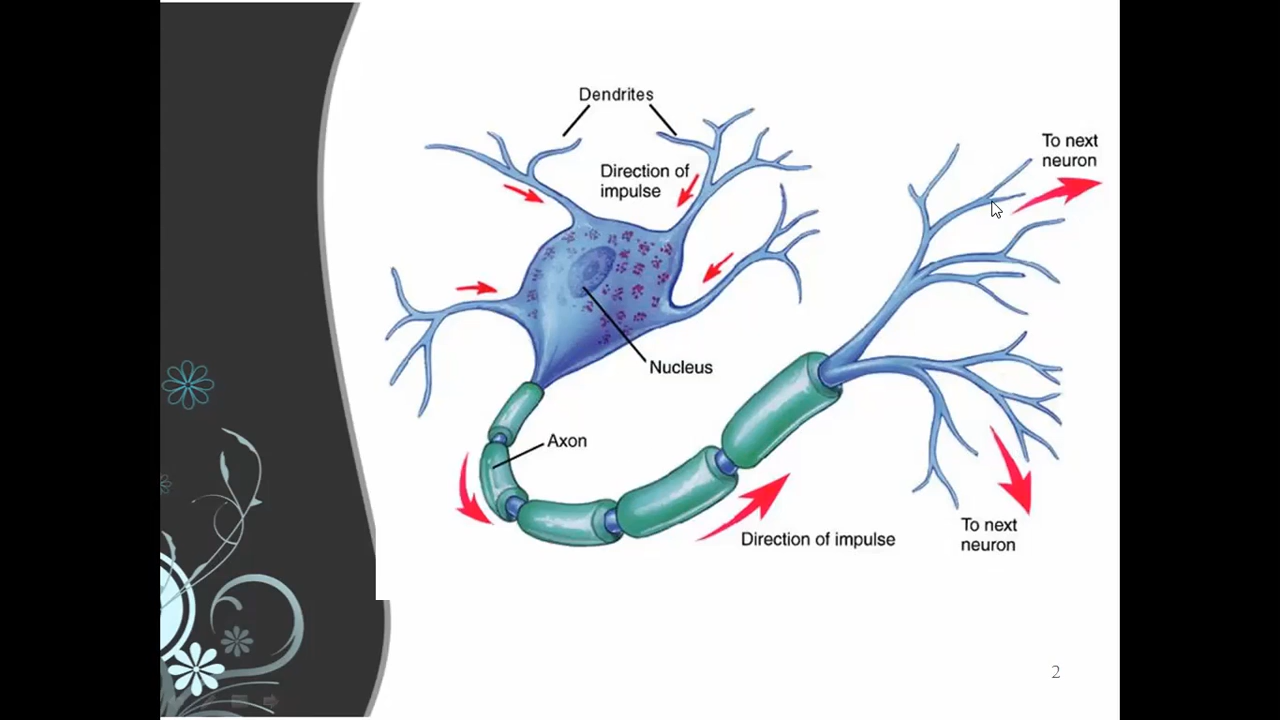 Dendrites
Direction of
impulse
To next
neuron
Nucleus
Axon
Direction of impulse
To next
neuron
2